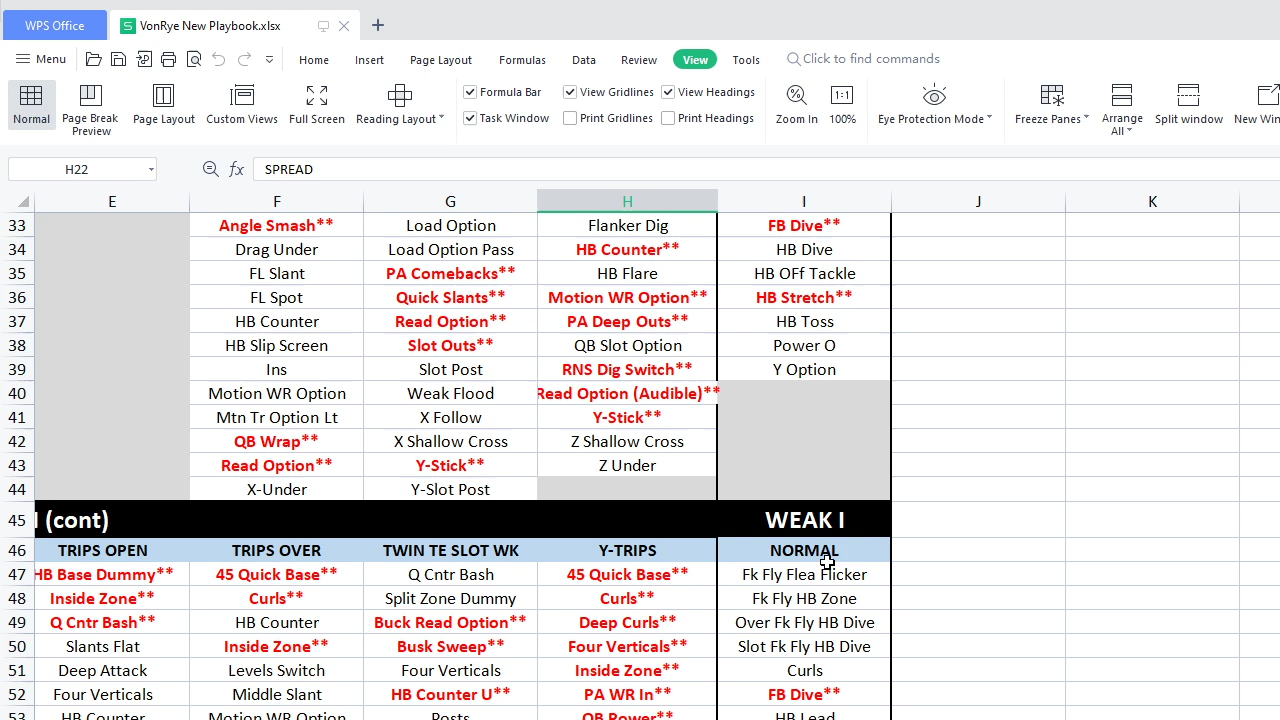 WPS Office
VonRye New Playbook.xlsx
Menu
Home Insert Page Layout Formulas Data Review View Tools Click to find commands
Normal Page Break Preview Page Layout Custom Views Full Screen Reading Layout
Formula Bar View Gridlines View Headings
Task Window Print Gridlines Print Headings
Zoom In 1:1 100% Eye Protection Mode Freeze Panes Arrange All Split window New Win
H22 fx SPREAD
E F G H I J K
33 Angle Smash** Load Option Flanker Dig FB Dive**
34 Drag Under Load Option Pass HB Counter** HB Dive
35 FL Slant PA Comebacks** HB Flare HB OFf Tackle
36 FL Spot Quick Slants** Motion WR Option** HB Stretch**
37 HB Counter Read Option** PA Deep Outs** HB Toss
38 HB Slip Screen Slot Outs** QB Slot Option Power O
39 Ins Slot Post RNS Dig Switch** Y Option
40 Motion WR Option Weak Flood Read Option (Audible)**
41 Mtn Tr Option Lt X Follow Y-Stick**
42 QB Wrap** X Shallow Cross Z Shallow Cross
43 Read Option** Y-Stick** Z Under
44 X-Under Y-Slot Post
45 (cont) WEAK I
46 TRIPS OPEN TRIPS OVER TWIN TE SLOT WK Y-TRIPS NORMAL
47 HB Base Dummy** 45 Quick Base** Q Cntr Bash 45 Quick Base** Fk Fly Flea Flicker
48 Inside Zone** Curls** Split Zone Dummy Curls** Fk Fly HB Zone
49 Q Cntr Bash** HB Counter Buck Read Option** Deep Curls** Over Fk Fly HB Dive
50 Slants Flat Inside Zone** Busk Sweep** Four Verticals** Slot Fk Fly HB Dive
51 Deep Attack Levels Switch Four Verticals Inside Zone** Curls
52 Four Verticals Middle Slant HB Counter U** PA WR In** FB Dive**
53 HB Counter Motion WR Option Posts QB Power** HB Lead